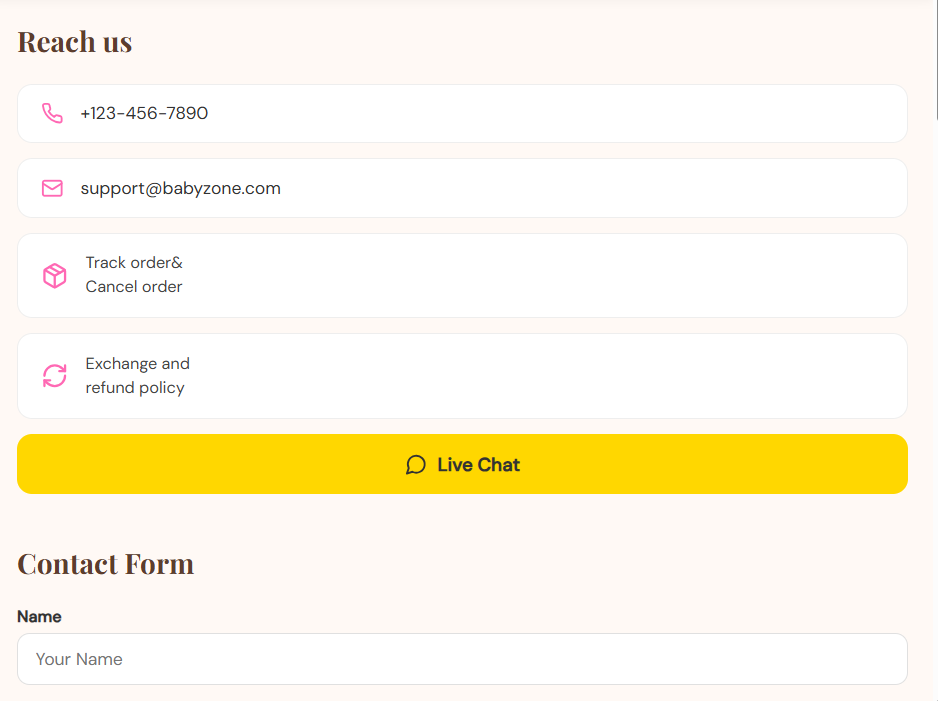 Reach us
+123-456-7890
support@babyzone.com
Track order&
Cancel order
Exchange and
refund policy
Live Chat
Contact Form
Name
Your Name